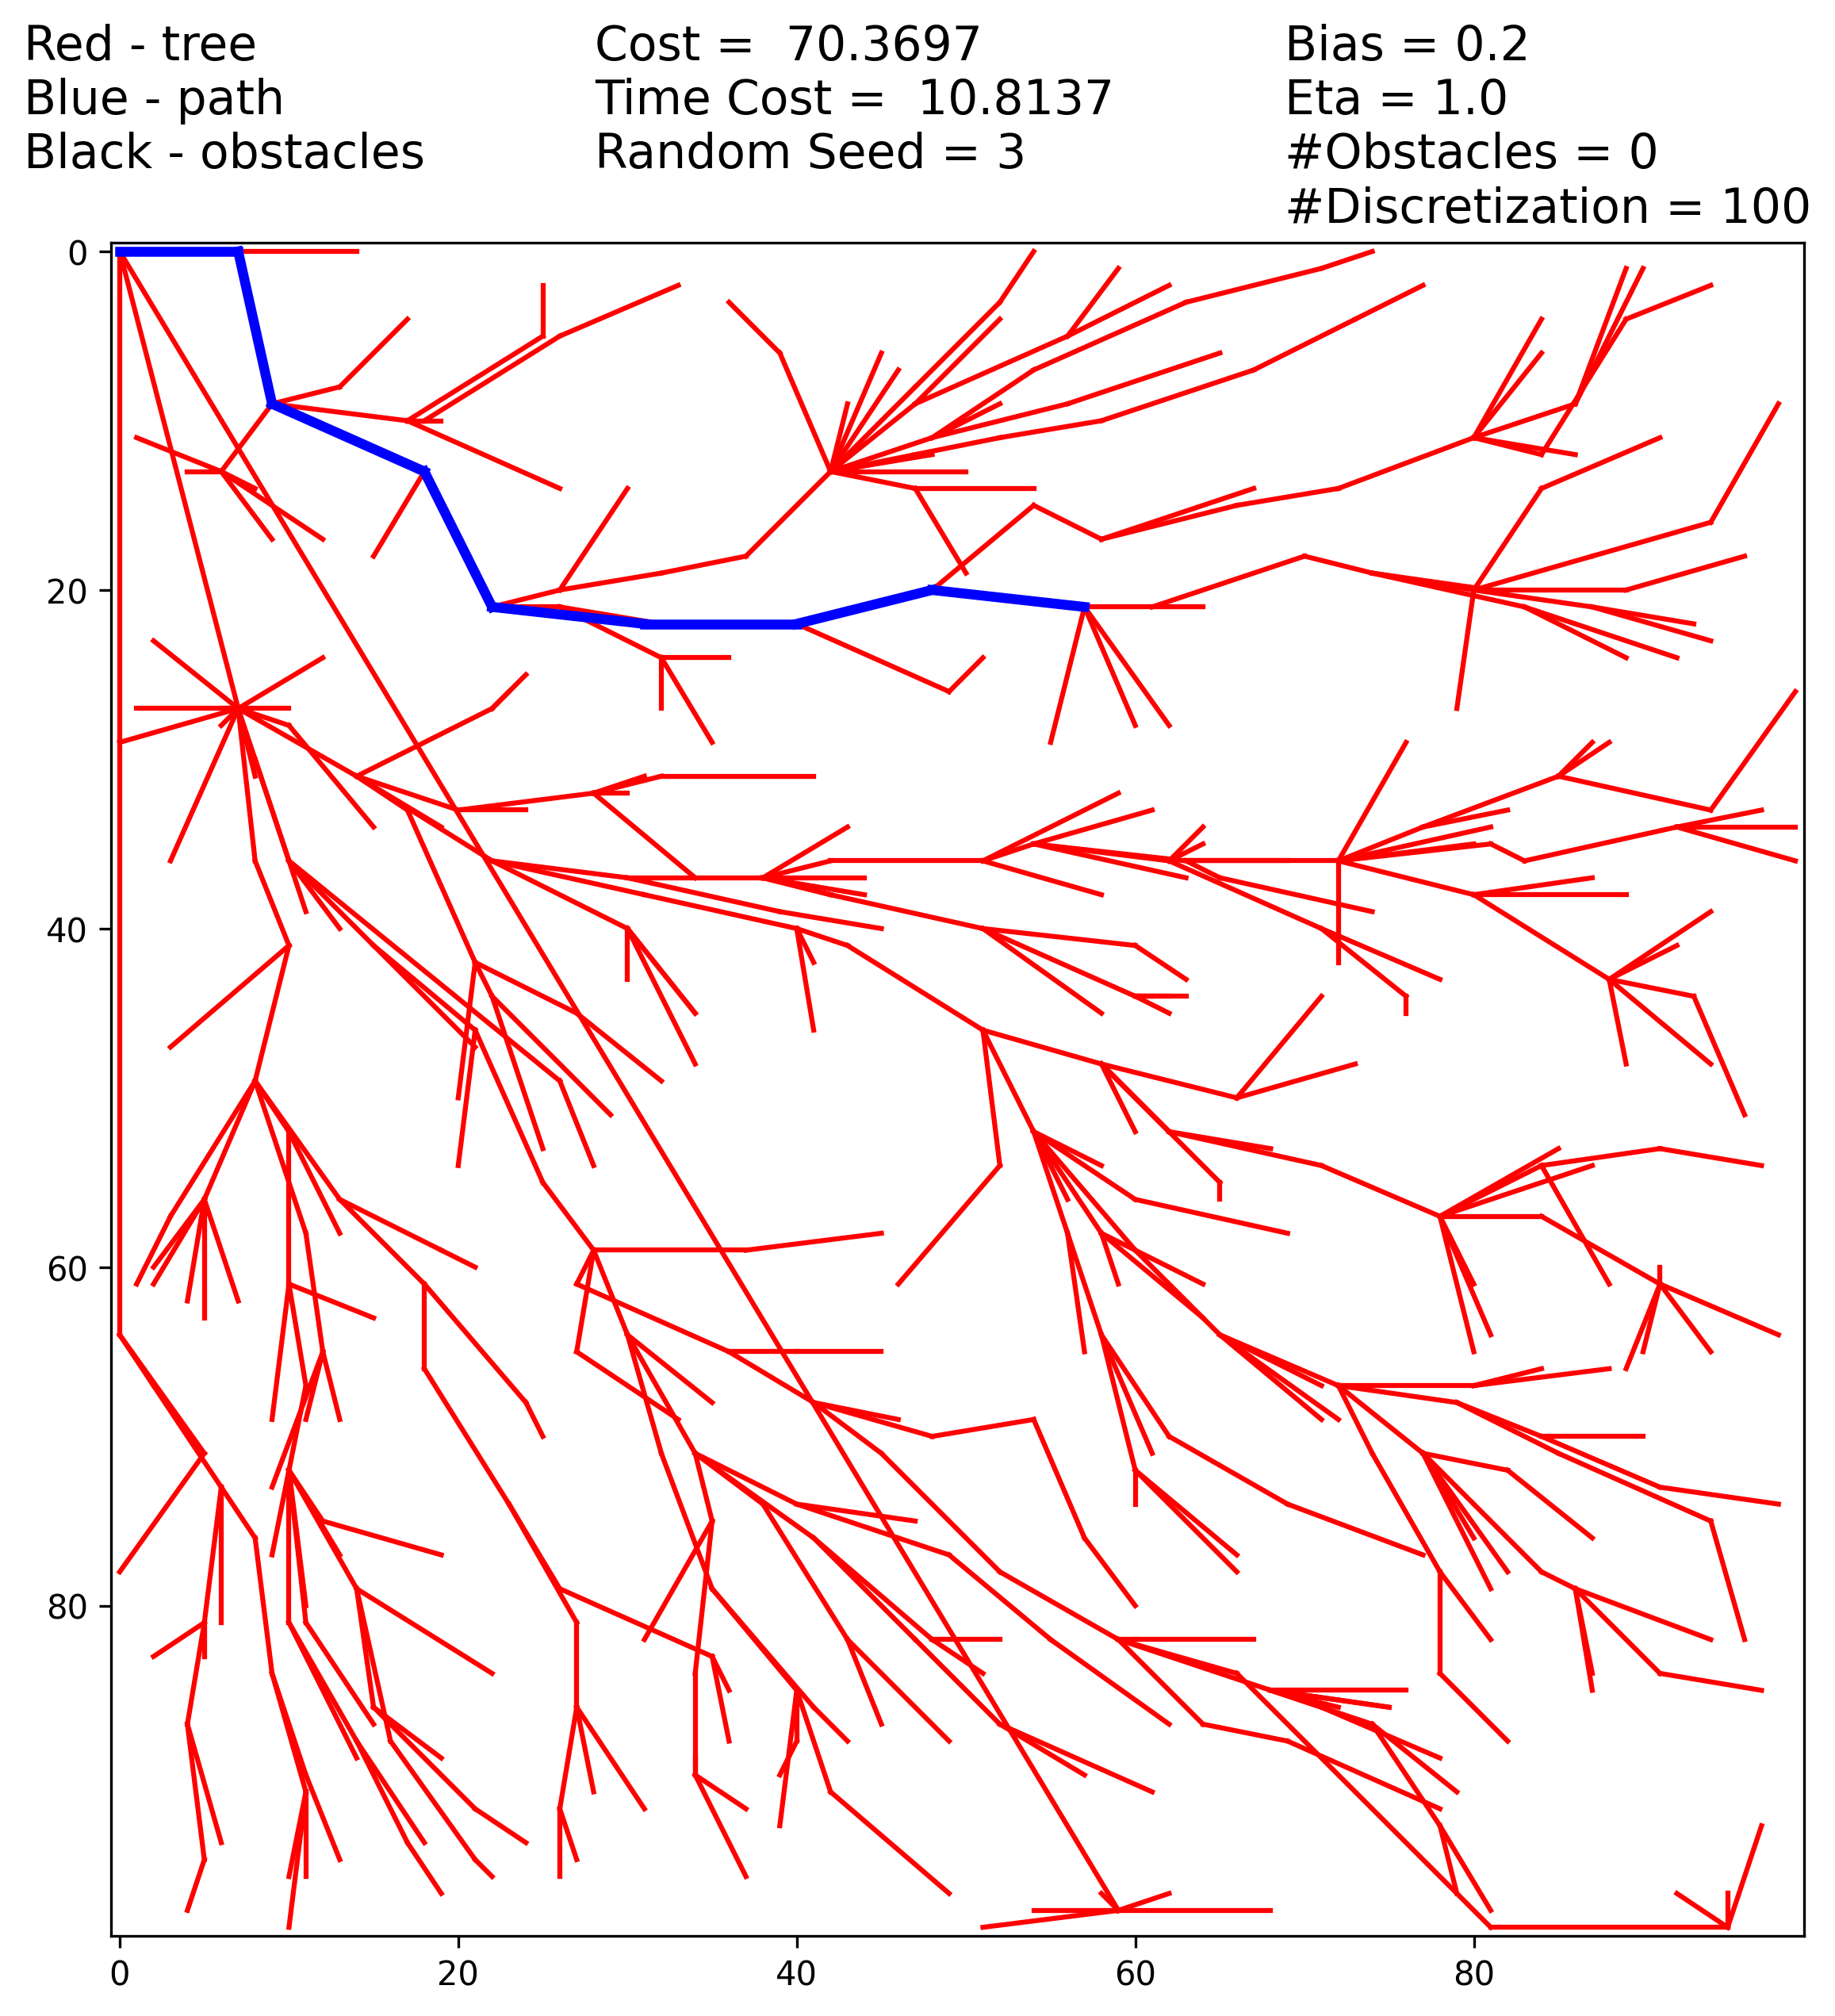 Red - tree
Blue - path
Black - obstacles
Cost =  70.3697
Time Cost =  10.8137
Random Seed = 3
Bias = 0.2
Eta = 1.0
#Obstacles = 0
#Discretization = 100
0
20
40
60
80
0
20
40
60
80